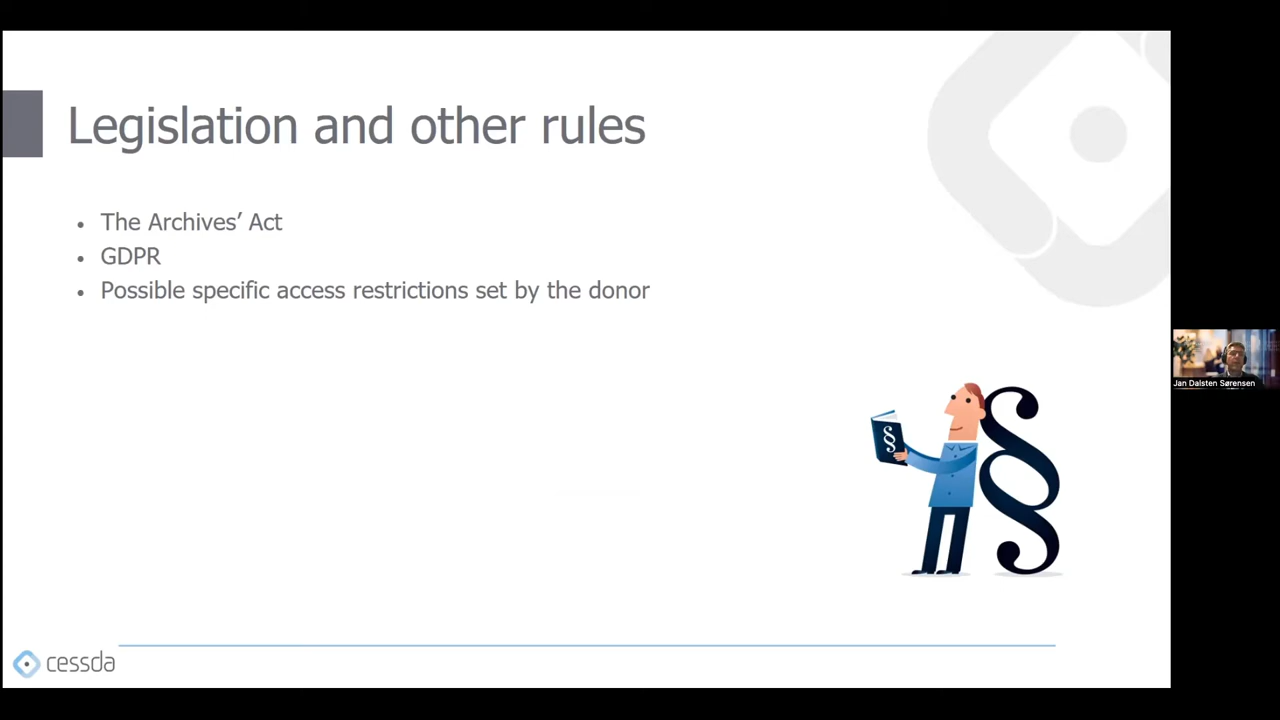 Legislation and other rules
• The Archives’ Act
• GDPR
• Possible specific access restrictions set by the donor
§
§
Jan Dalsten Sørensen
cessda